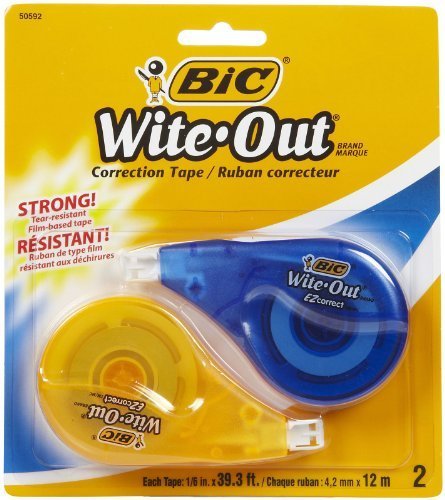 50592
BIC
Wite•Out®
BRAND
MARQUE
Correction Tape / Ruban correcteur
STRONG!
Tear-resistant
Film-based tape
RÉSISTANT!
Ruban de type film
résistant aux déchirures
BIC
Wite•Out
BRAND
EZcorrect
BIC
Wite•Out
BRAND
EZcorrect
Each Tape: 1/6 in. x 39.3 ft. / Chaque ruban : 4,2 mm x 12 m
2